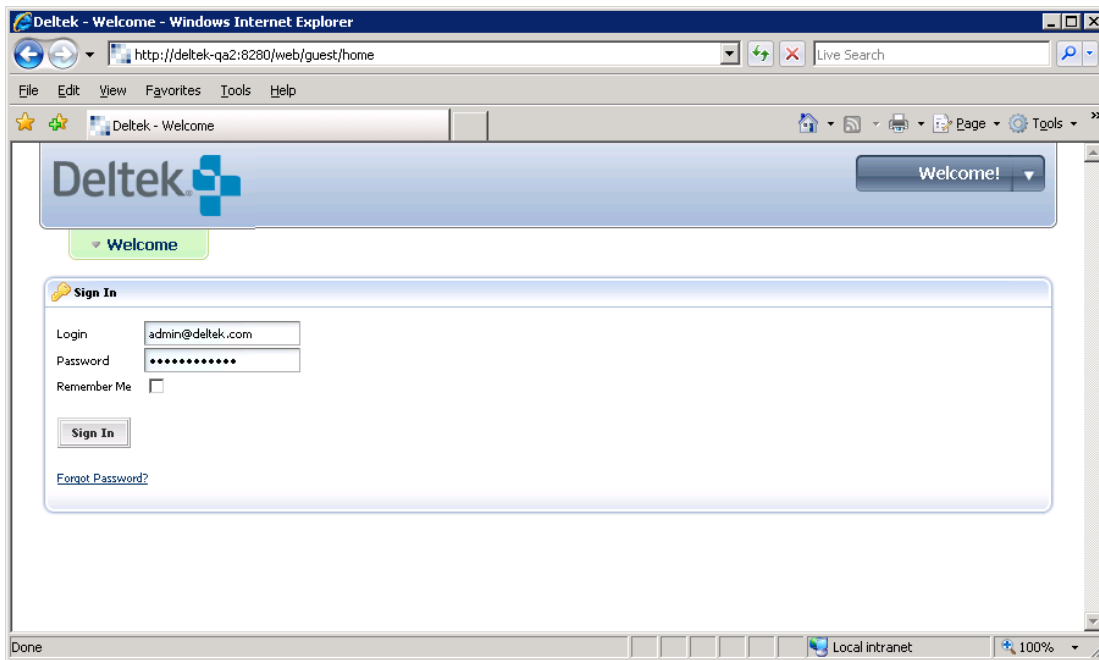 Deltek - Welcome - Windows Internet Explorer
http://deltek-qa2:8280/web/guest/home
Live Search
File Edit View Favorites Tools Help
Deltek - Welcome
Page Tools »
Deltek®
Welcome!
Welcome
Sign In
Login admin@deltek.com
Password ••••••••••••
Remember Me
Sign In
Forgot Password?
Done Local intranet 100%